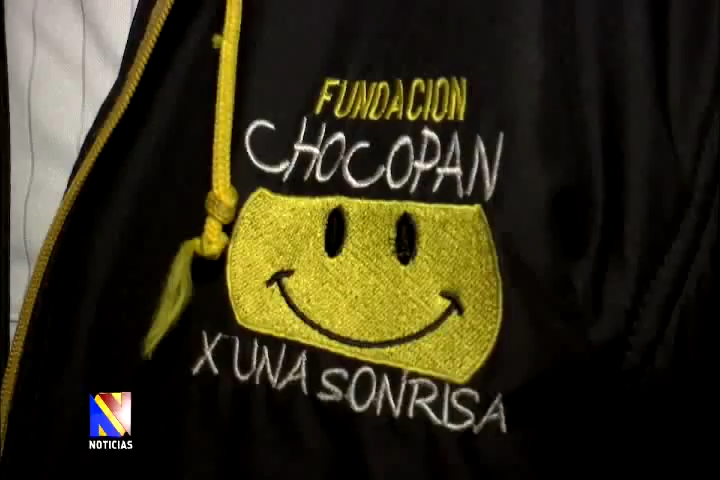 FUNDACION
CHOCOPAN
X UNA SONRISA
N
NOTICIAS